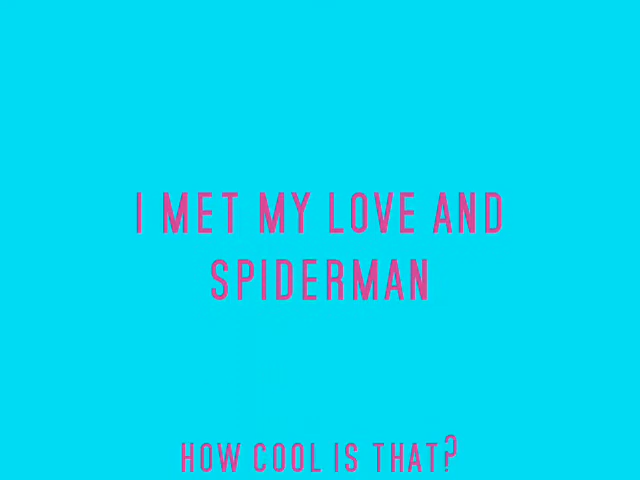 I MET MY LOVE AND
SPIDERMAN
HOW COOL IS THAT?